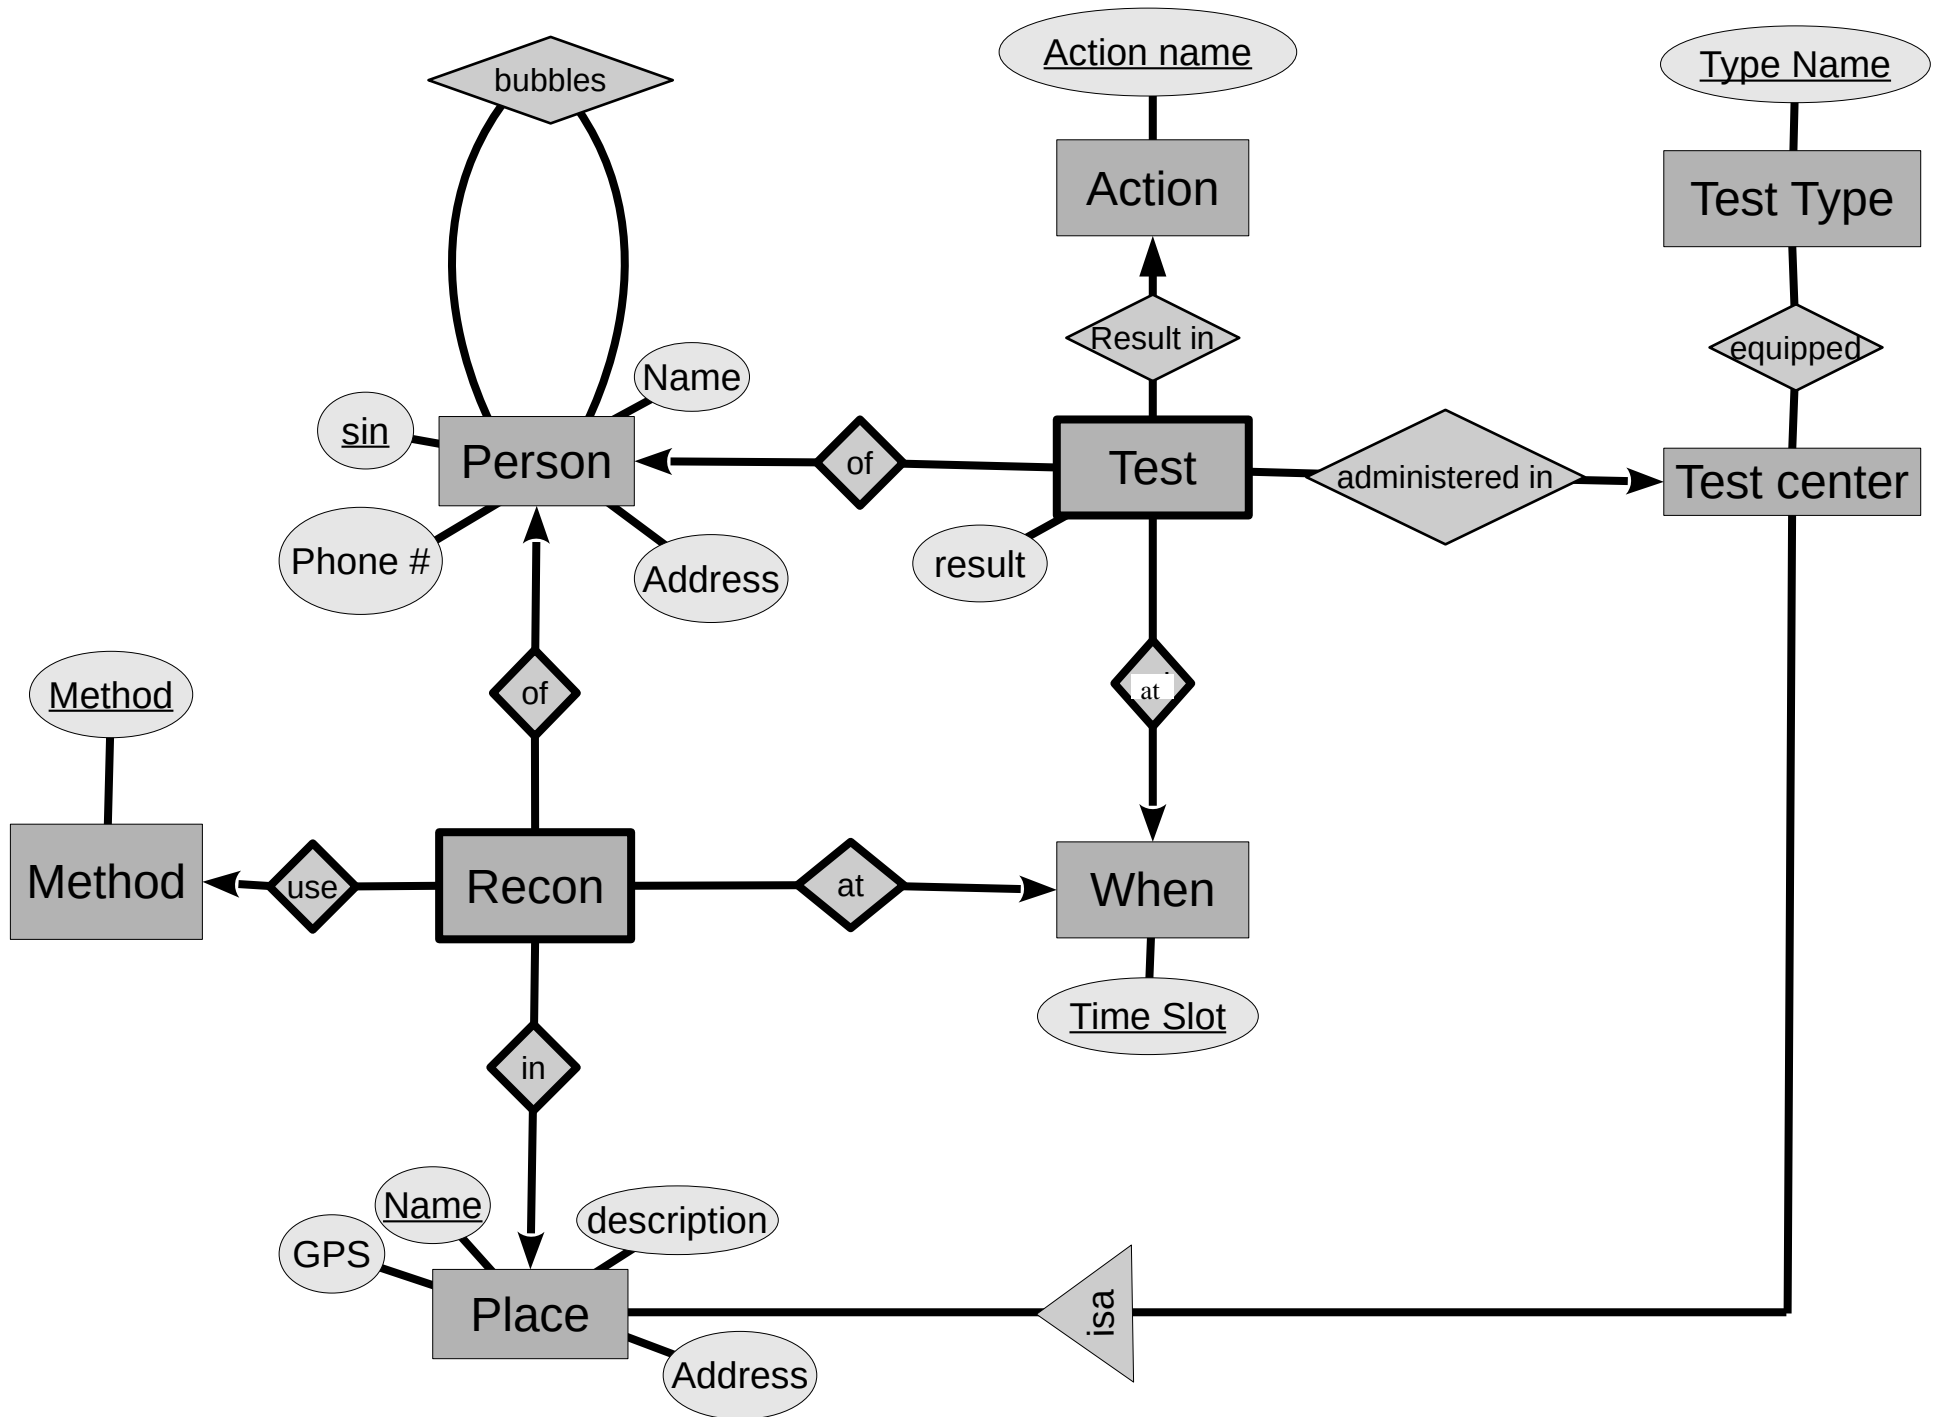 bubbles
Action name
Type Name
Action
Test Type
Result in
equipped
Name
sin
Person
of
Test
administered in
Test center
Phone #
Address
result
of
at
Method
Method
use
Recon
at
When
Time Slot
in
Name
GPS
description
Place
isa
Address